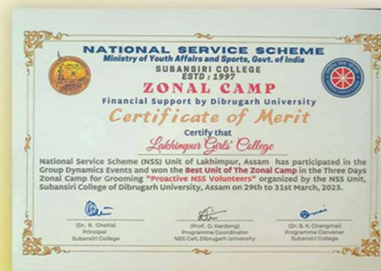 NATIONAL SERVICE SCHEME
Ministry of Youth Affairs and Sports, Govt. of India
SUBANSIRI COLLEGE
ESTD : 1997
ZONAL CAMP
Financial Support by Dibrugarh University
Certificate of Merit
Certify that
Lakhimpur Girls' College
National Service Scheme (NSS) Unit of Lakhimpur, Assam has participated in the
Group Dynamics Events and won the Best Unit of The Zonal Camp in the Three Days
Zonal Camp for Grooming "Proactive NSS Volunteers" organized by the NSS Unit,
Subansiri College of Dibrugarh University, Assam on 29th to 31st March, 2023.
(Dr. R. Chetia) (Prof. D. Kardong) (Dr. B.K. Changmai)
Principal Programme Coordinator Programme Convener
Subansiri College NSS Cell, Dibrugarh University Subansiri College